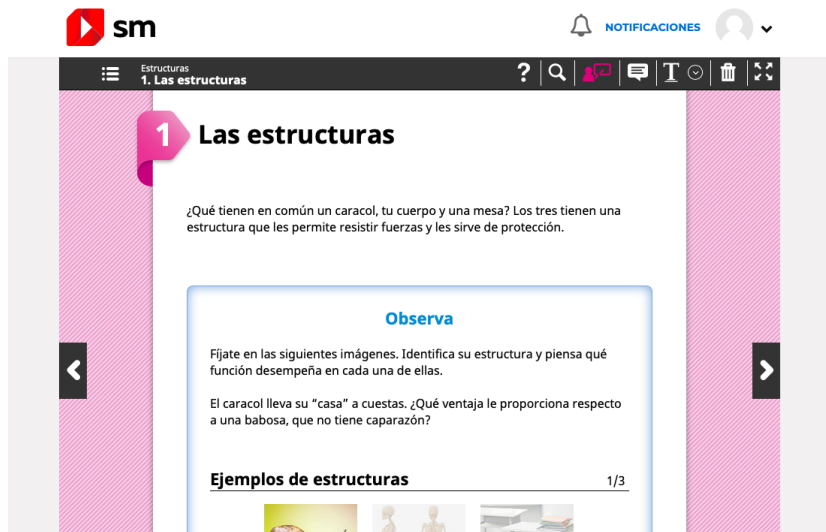 sm
NOTIFICACIONES
Estructuras
1. Las estructuras
?
T
1
Las estructuras
¿Qué tienen en común un caracol, tu cuerpo y una mesa? Los tres tienen una
estructura que les permite resistir fuerzas y les sirve de protección.
Observa
Fíjate en las siguientes imágenes. Identifica su estructura y piensa qué
función desempeña en cada una de ellas.
El caracol lleva su “casa” a cuestas. ¿Qué ventaja le proporciona respecto
a una babosa, que no tiene caparazón?
Ejemplos de estructuras
1/3